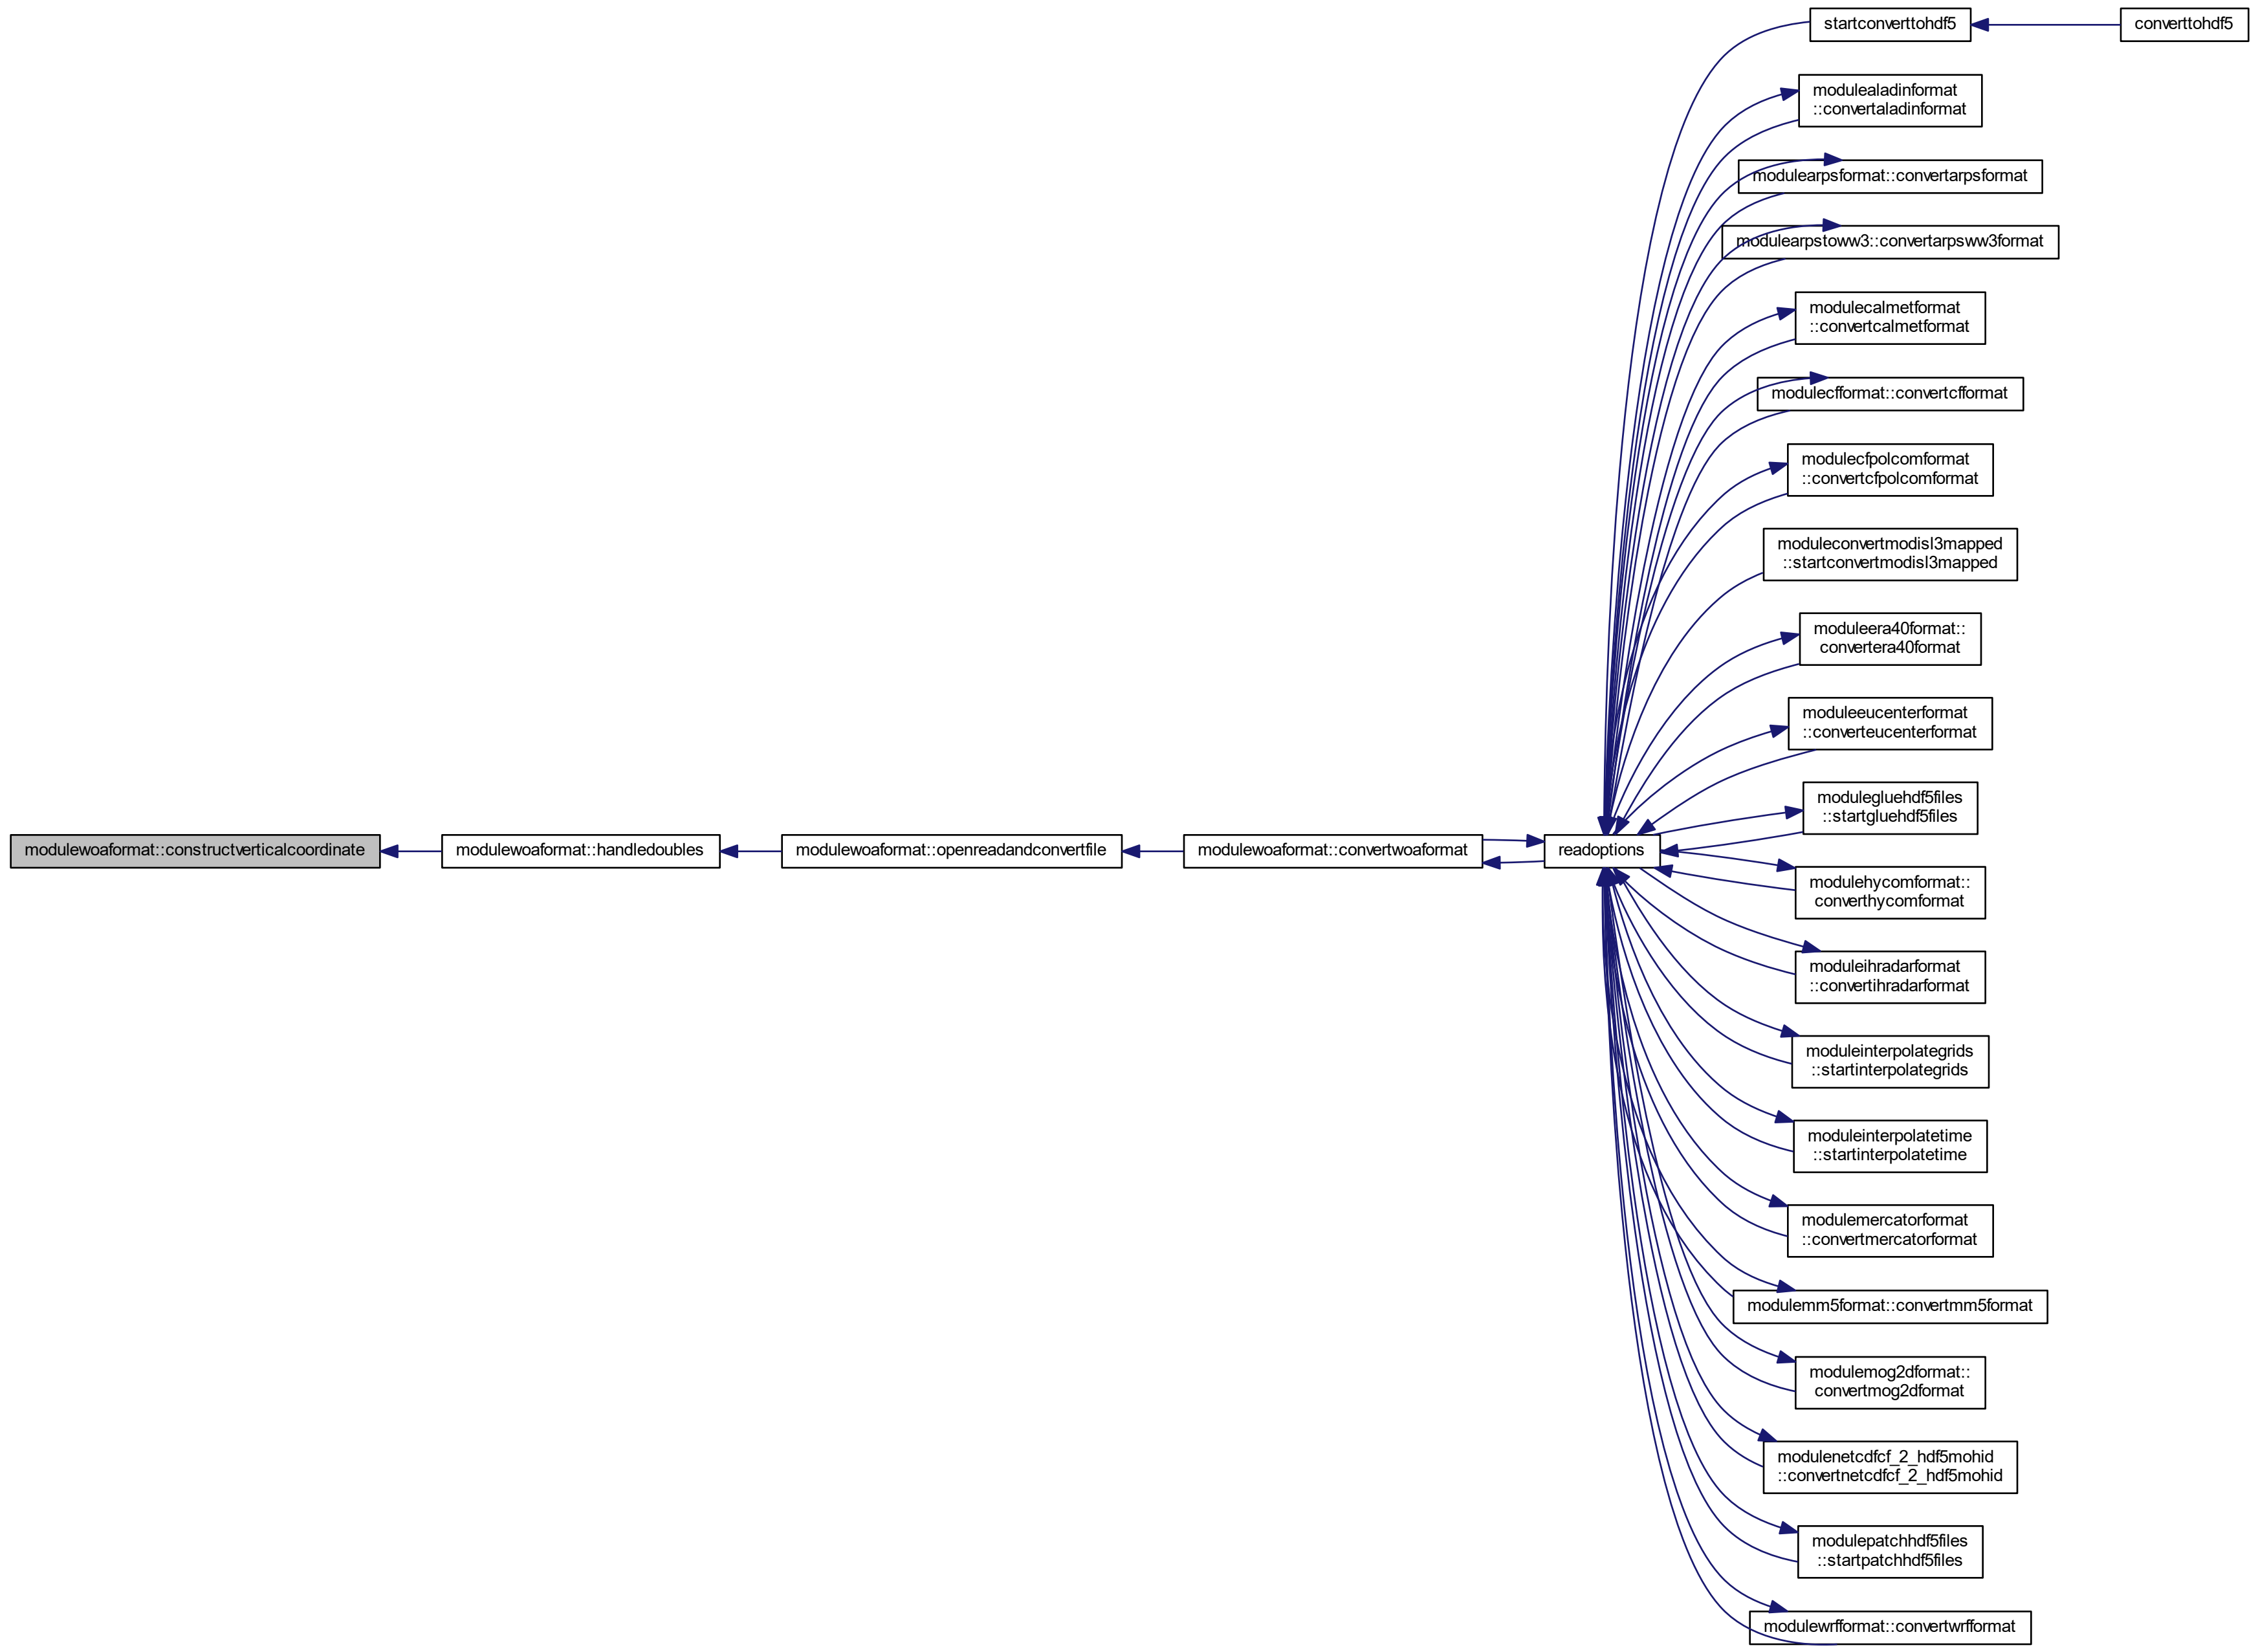 startconverttohdf5
converttohdf5
modulealadinformat
::convertaladinformat
modulearpsformat::convertarpsformat
modulearpstoww3::convertarpsww3format
modulecalmetformat
::convertcalmetformat
modulecfformat::convertcfformat
modulecfpolcomformat
::convertcfpolcomformat
moduleconvertmodisl3mapped
::startconvertmodisl3mapped
moduleera40format::
convertera40format
moduleeucenterformat
::converteucenterformat
modulegluehdf5files
::startgluehdf5files
modulewoaformat::constructverticalcoordinate
modulewoaformat::handledoubles
modulewoaformat::openreadandconvertfile
modulewoaformat::convertwoaformat
readoptions
modulehycomformat::
converthycomformat
moduleihradarformat
::convertihradarformat
moduleinterpolategrids
::startinterpolategrids
moduleinterpolatetime
::startinterpolatetime
modulemercatorformat
::convertmercatorformat
modulemm5format::convertmm5format
modulemog2dformat::
convertmog2dformat
modulenetcdfcf_2_hdf5mohid
::convertnetcdfcf_2_hdf5mohid
modulepatchhdf5files
::startpatchhdf5files
modulewrfformat::convertwrfformat